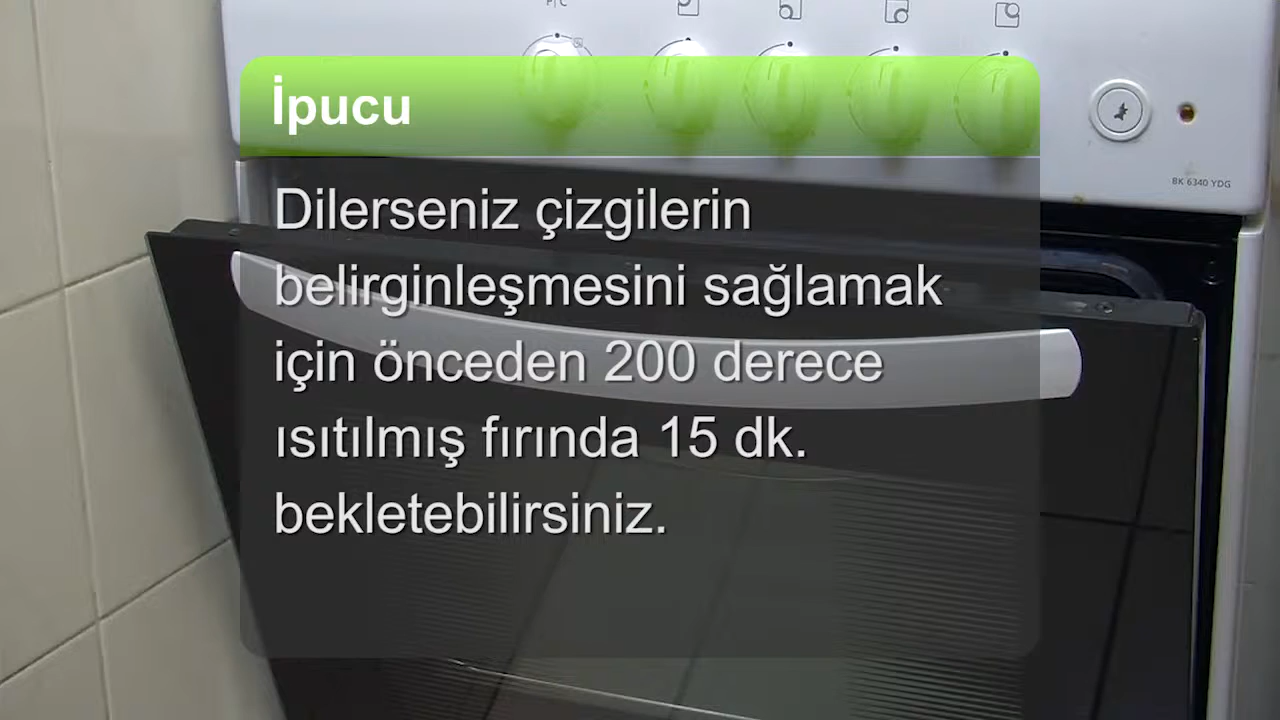 İpucu
Dilerseniz çizgilerin
belirginleşmesini sağlamak
için önceden 200 derece
ısıtılmış fırında 15 dk.
bekletebilirsiniz.
BK 6340 YDG